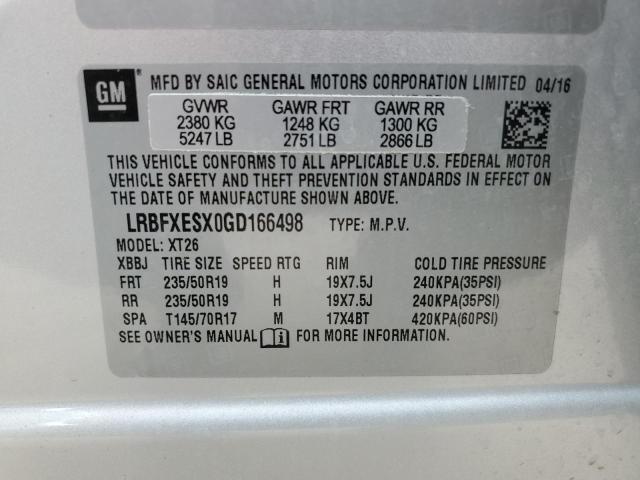 GM
MFD BY SAIC GENERAL MOTORS CORPORATION LIMITED 04/16
GVWR GAWR FRT GAWR RR
2380 KG 1248 KG 1300 KG
5247 LB 2751 LB 2866 LB
THIS VEHICLE CONFORMS TO ALL APPLICABLE U.S. FEDERAL MOTOR
VEHICLE SAFETY AND THEFT PREVENTION STANDARDS IN EFFECT ON
THE DATE OF MANUFACTURE SHOWN ABOVE.
LRBFXESX0GD166498 TYPE: M.P.V.
MODEL: XT26
XBBJ TIRE SIZE SPEED RTG RIM COLD TIRE PRESSURE
FRT 235/50R19 H 19X7.5J 240KPA(35PSI)
RR 235/50R19 H 19X7.5J 240KPA(35PSI)
SPA T145/70R17 M 17X4BT 420KPA(60PSI)
SEE OWNER'S MANUAL i FOR MORE INFORMATION.